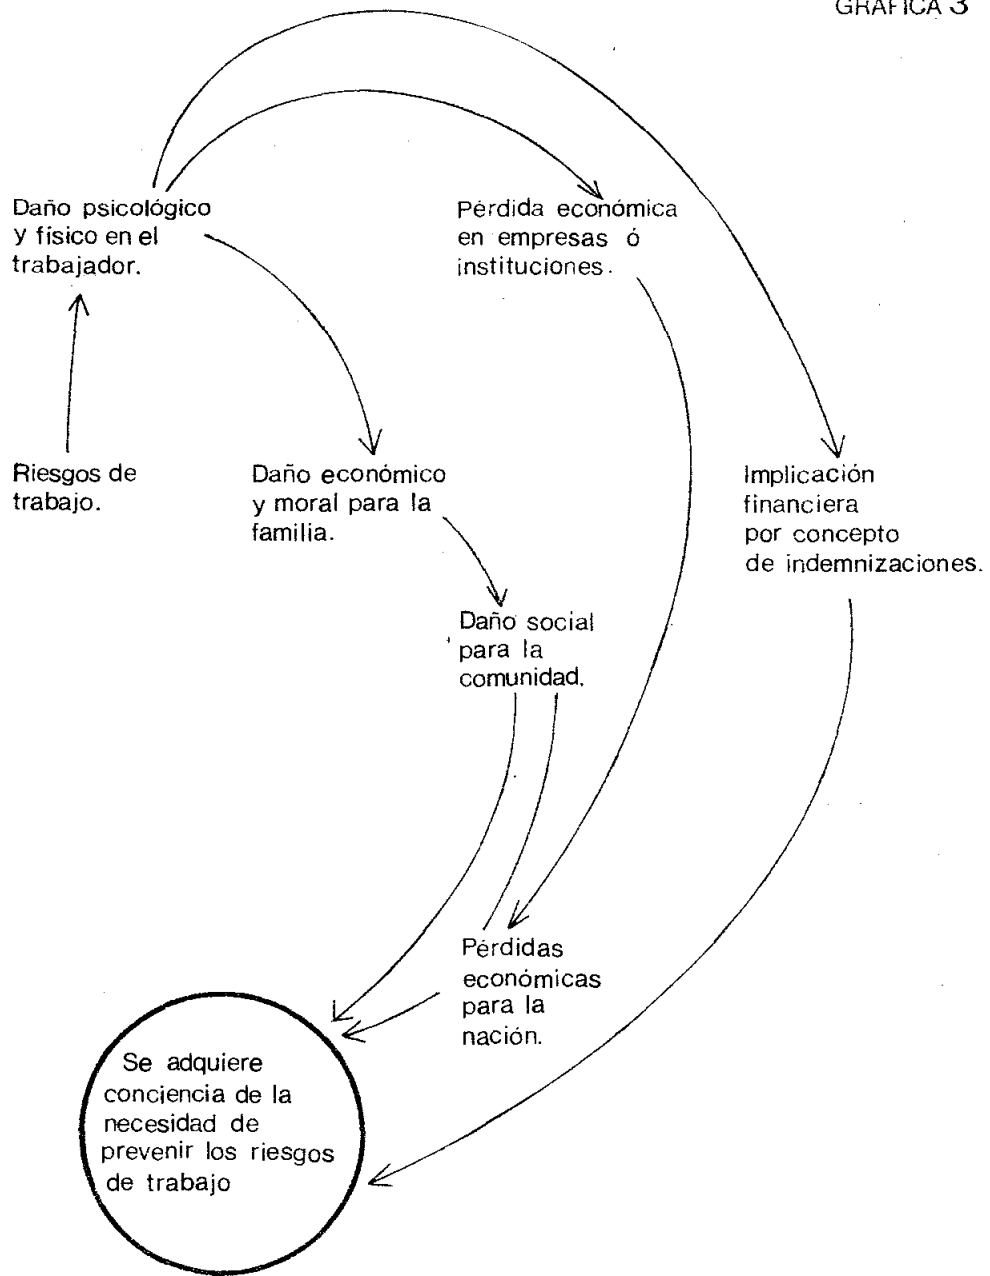 GRAFICA 3
Daño psicológico
y físico en el
trabajador.
Pérdida económica
en empresas ó
instituciones.
Riesgos de
trabajo.
Daño económico
y moral para la
familia.
Implicación
financiera
por concepto
de indemnizaciones.
Daño social
para la
comunidad.
Pérdidas
económicas
para la
nación.
Se adquiere
conciencia de la
necesidad de
prevenir los riesgos
de trabajo